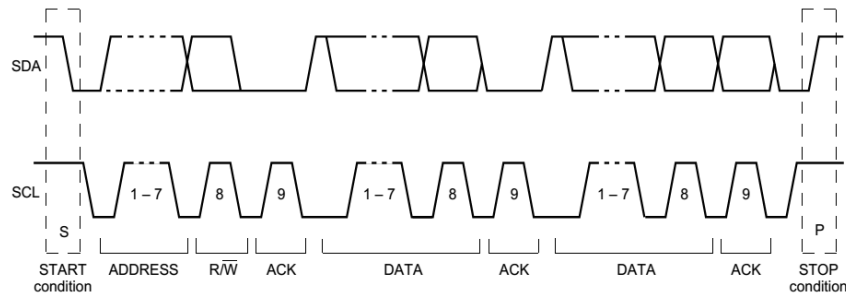 SDA
SCL
1 – 7
8
9
1 – 7
8
9
1 – 7
8
9
S
P
START condition
ADDRESS
R/W̅
ACK
DATA
ACK
DATA
ACK
STOP condition